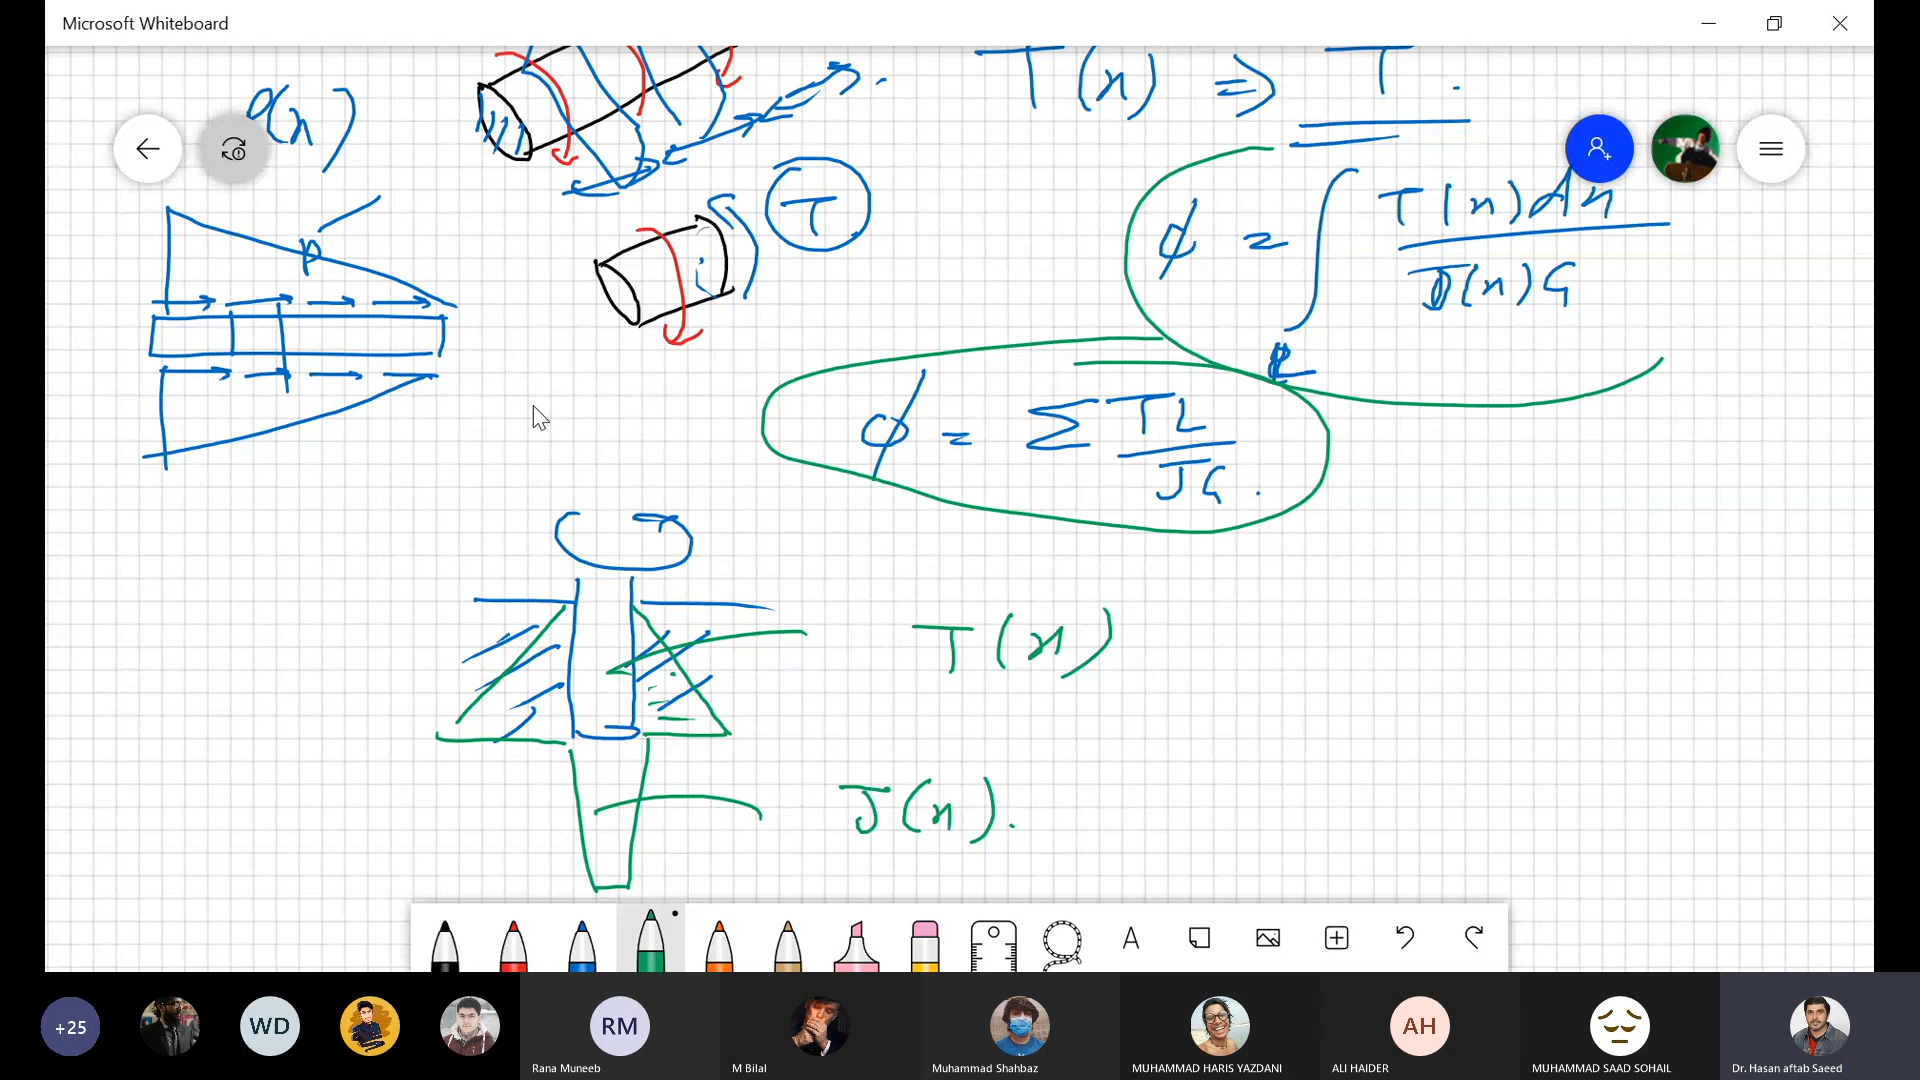 Microsoft Whiteboard
T(x) ⇒ T.
(x)
T
ϕ = ∫ T(x)dx / J(x)G
L
p
ϕ = Σ TL / JG.
T(x)
J(x).
A
+25
WD
RM
AH
Rana Muneeb
M Bilal
Muhammad Shahbaz
MUHAMMAD HARIS YAZDANI
ALI HAIDER
MUHAMMAD SAAD SOHAIL
Dr. Hasan aftab Saeed